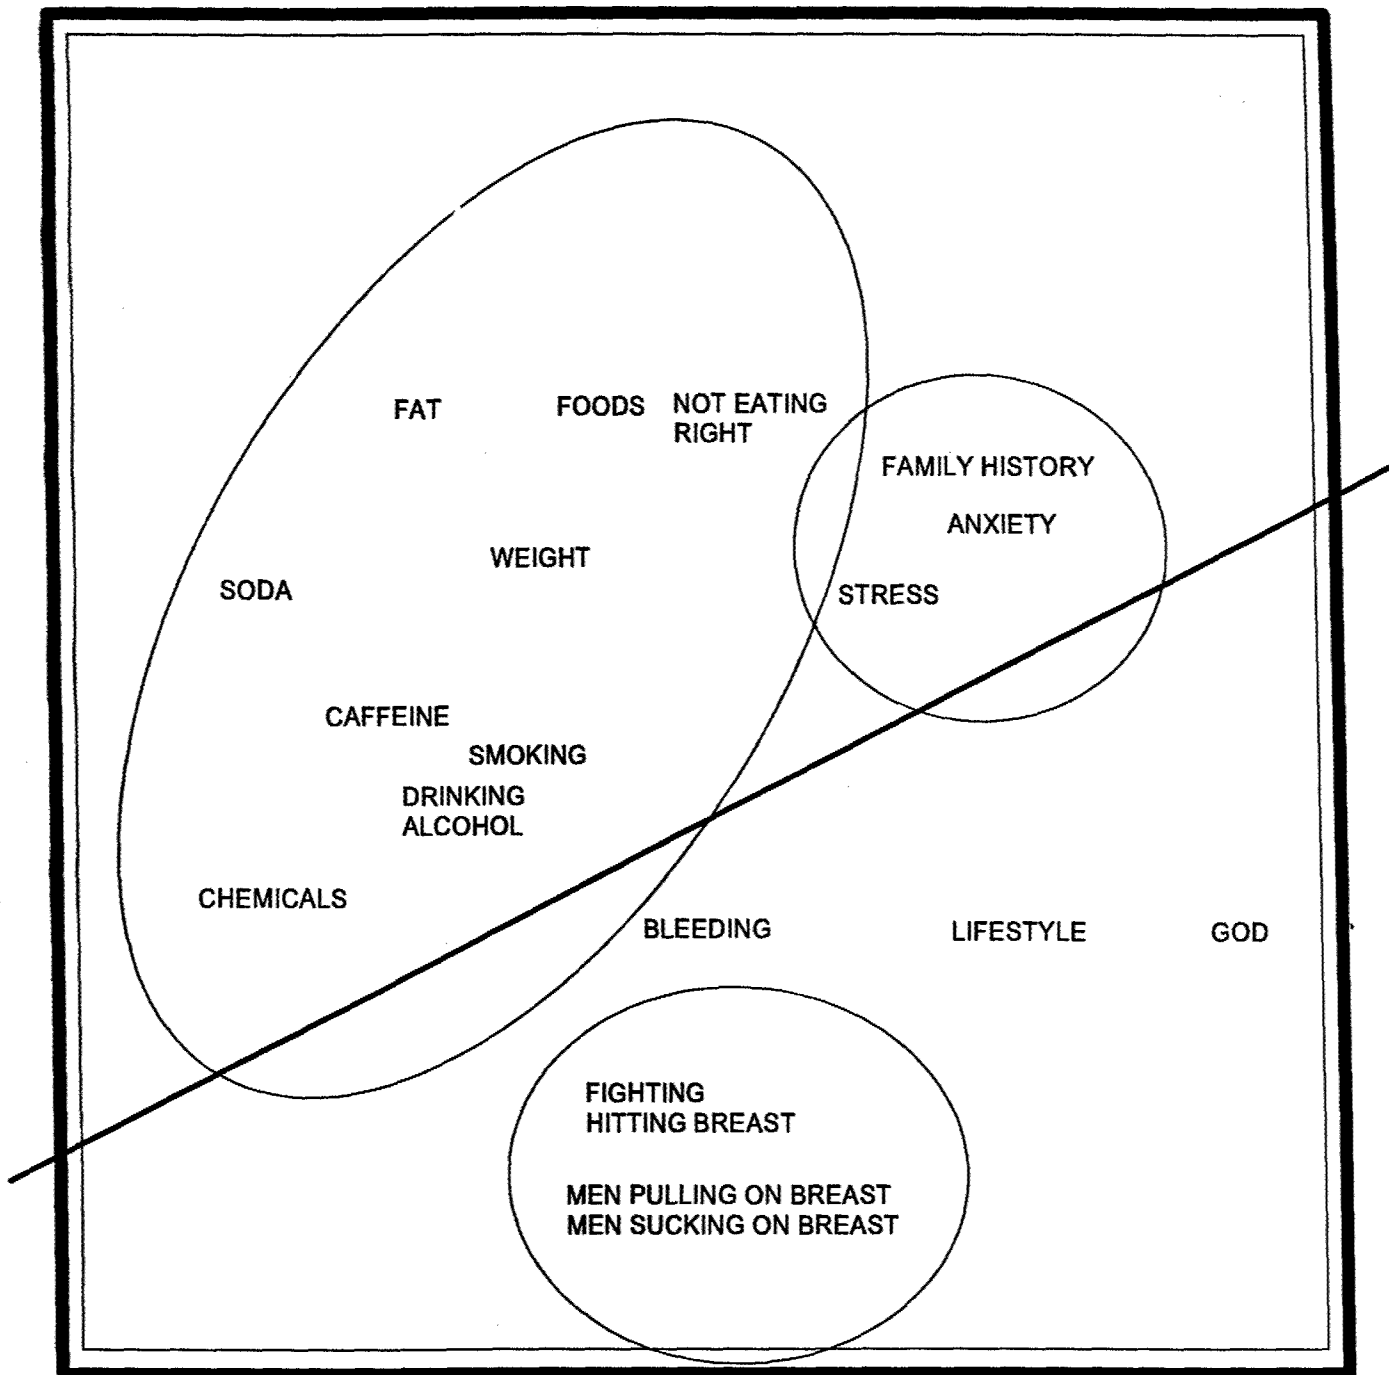 FAT
FOODS
NOT EATING
RIGHT
FAMILY HISTORY
ANXIETY
WEIGHT
SODA
STRESS
CAFFEINE
SMOKING
DRINKING
ALCOHOL
CHEMICALS
BLEEDING
LIFESTYLE
GOD
FIGHTING
HITTING BREAST
MEN PULLING ON BREAST
MEN SUCKING ON BREAST